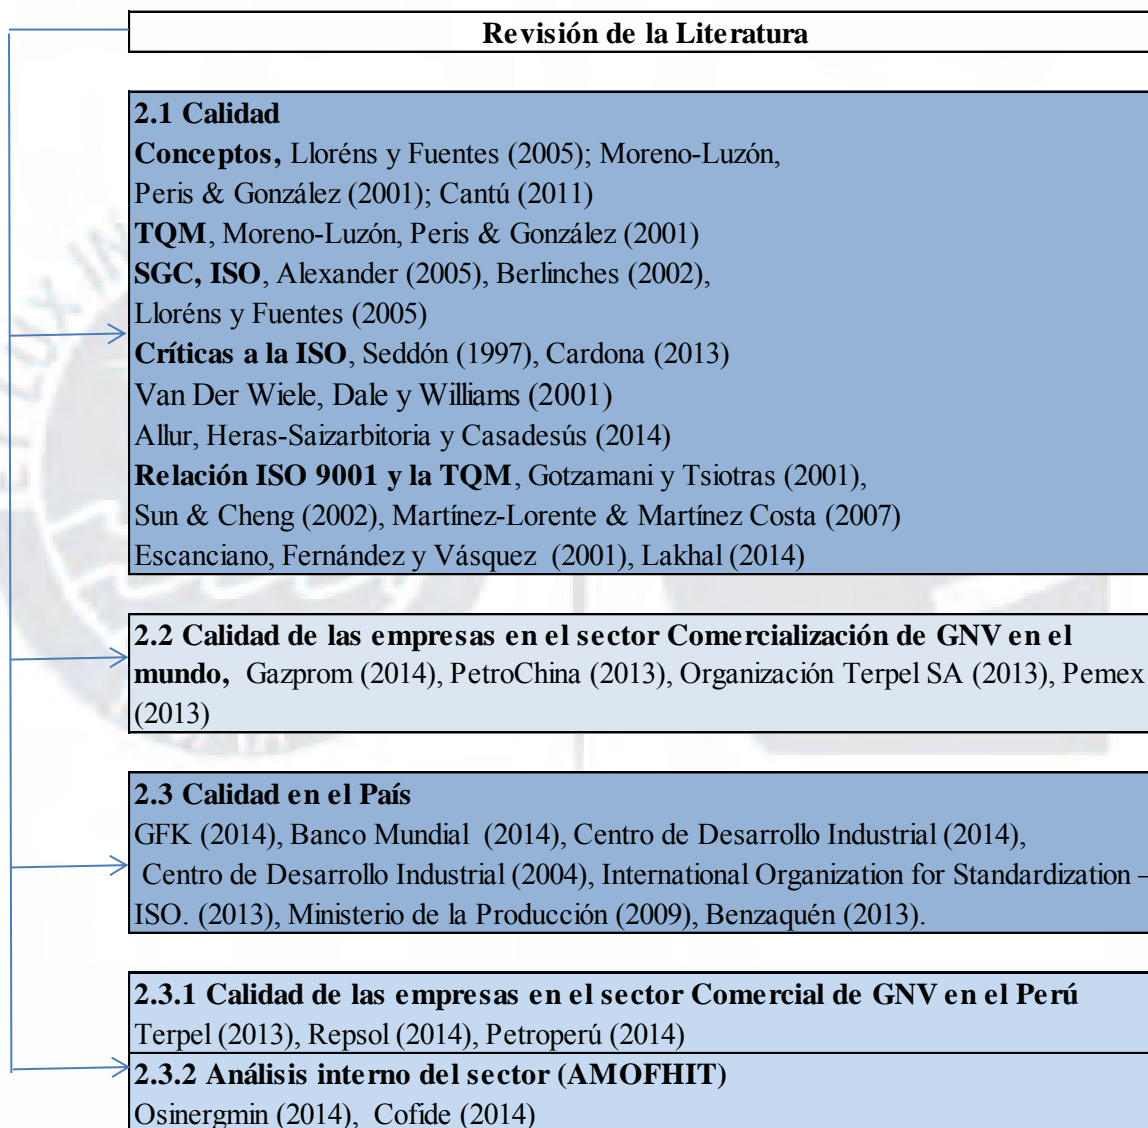 Revisión de la Literatura
2.1 Calidad
Conceptos, Lloréns y Fuentes (2005); Moreno-Luzón,
Peris & González (2001); Cantú (2011)
TQM, Moreno-Luzón, Peris & González (2001)
SGC, ISO, Alexander (2005), Berlinches (2002),
Lloréns y Fuentes (2005)
Críticas a la ISO, Seddón (1997), Cardona (2013)
Van Der Wiele, Dale y Williams (2001)
Allur, Heras-Saizarbitoria y Casadesús (2014)
Relación ISO 9001 y la TQM, Gotzamani y Tsiotras (2001),
Sun & Cheng (2002), Martínez-Lorente & Martínez Costa (2007)
Escanciano, Fernández y Vásquez (2001), Lakhal (2014)
2.2 Calidad de las empresas en el sector Comercialización de GNV en el
mundo, Gazprom (2014), PetroChina (2013), Organización Terpel SA (2013), Pemex
(2013)
2.3 Calidad en el País
GFK (2014), Banco Mundial (2014), Centro de Desarrollo Industrial (2014),
Centro de Desarrollo Industrial (2004), International Organization for Standardization –
ISO. (2013), Ministerio de la Producción (2009), Benzaquén (2013).
2.3.1 Calidad de las empresas en el sector Comercial de GNV en el Perú
Terpel (2013), Repsol (2014), Petroperú (2014)
2.3.2 Análisis interno del sector (AMOFHIT)
Osinergmin (2014), Cofide (2014)